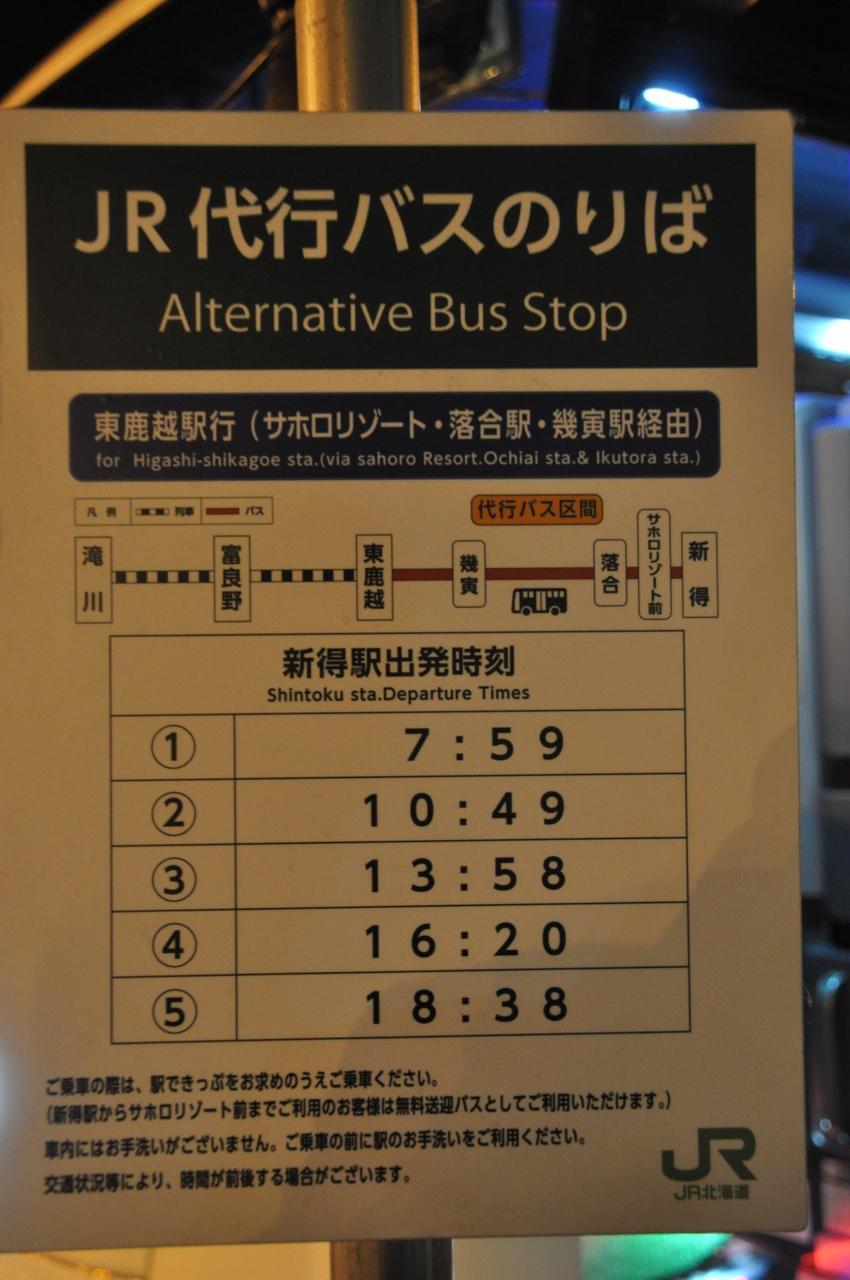 JR 代行バスのりば
Alternative Bus Stop
東鹿越駅行（サホロリゾート・落合駅・幾寅駅経由）
for Higashi-shikagoe sta.(via sahoro Resort.Ochiai sta.& Ikutora sta.)
凡例 列車 バス
代行バス区間
滝川 富良野 東鹿越 幾寅 落合 サホロリゾート前 新得
新得駅出発時刻
Shintoku sta.Departure Times
① 7:59
② 10:49
③ 13:58
④ 16:20
⑤ 18:38
ご乗車の際は、駅できっぷをお求めのうえご乗車ください。
（新得駅からサホロリゾート前までご利用のお客様は無料送迎バスとしてご利用いただけます。）
車内にはお手洗いがございません。ご乗車の前に駅のお手洗いをご利用ください。
交通状況等により、時間が前後する場合がございます。
JR
JR北海道